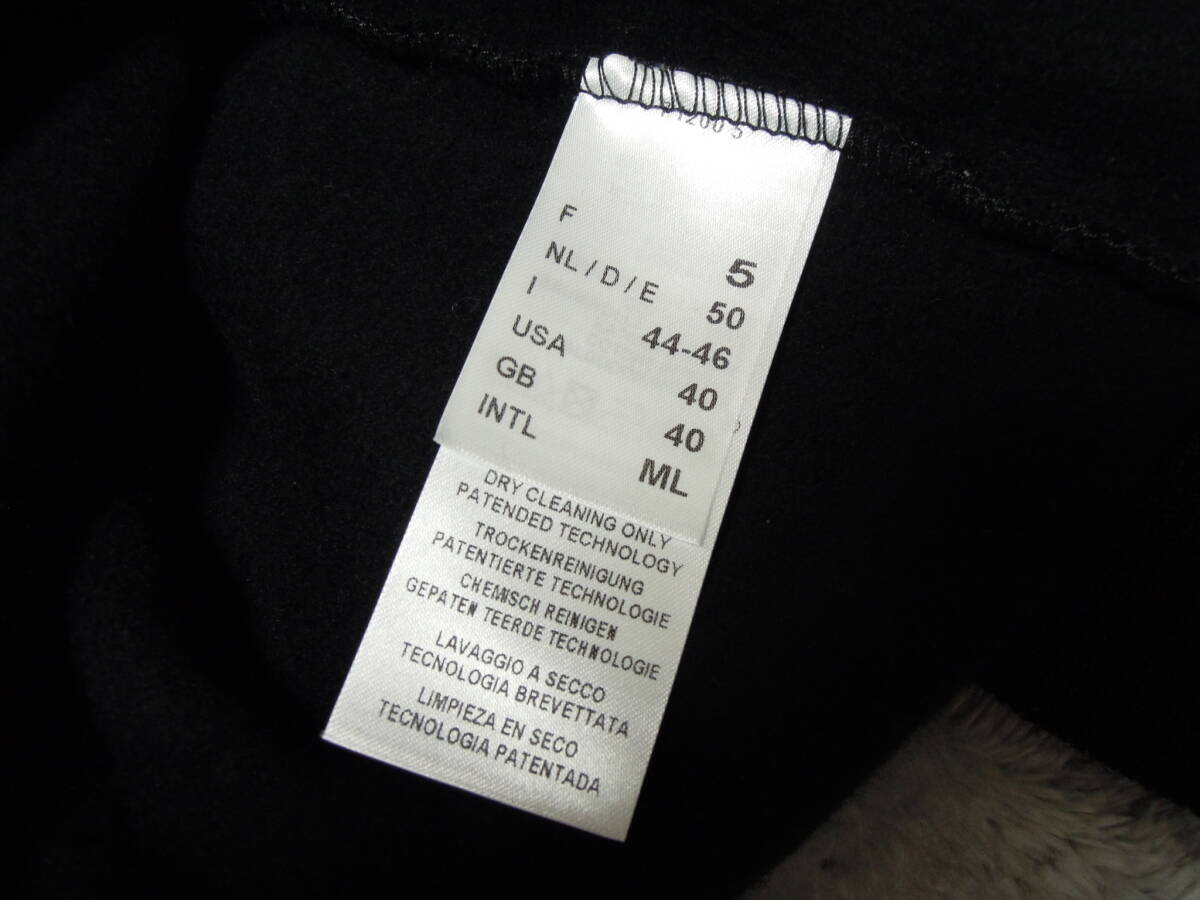 F 5
NL / D / E 50
I 44-46
USA 40
GB 40
INTL ML
DRY CLEANING ONLY
PATENDED TECHNOLOGY
TROCKENREINIGUNG
PATENTIERTE TECHNOLOGIE
CHEMISCH REINIGEN
GEPATEN TEERDE TECHNOLOGIE
LAVAGGIO A SECCO
TECNOLOGIA BREVETTATA
LIMPIEZA EN SECO
TECNOLOGIA PATENTADA